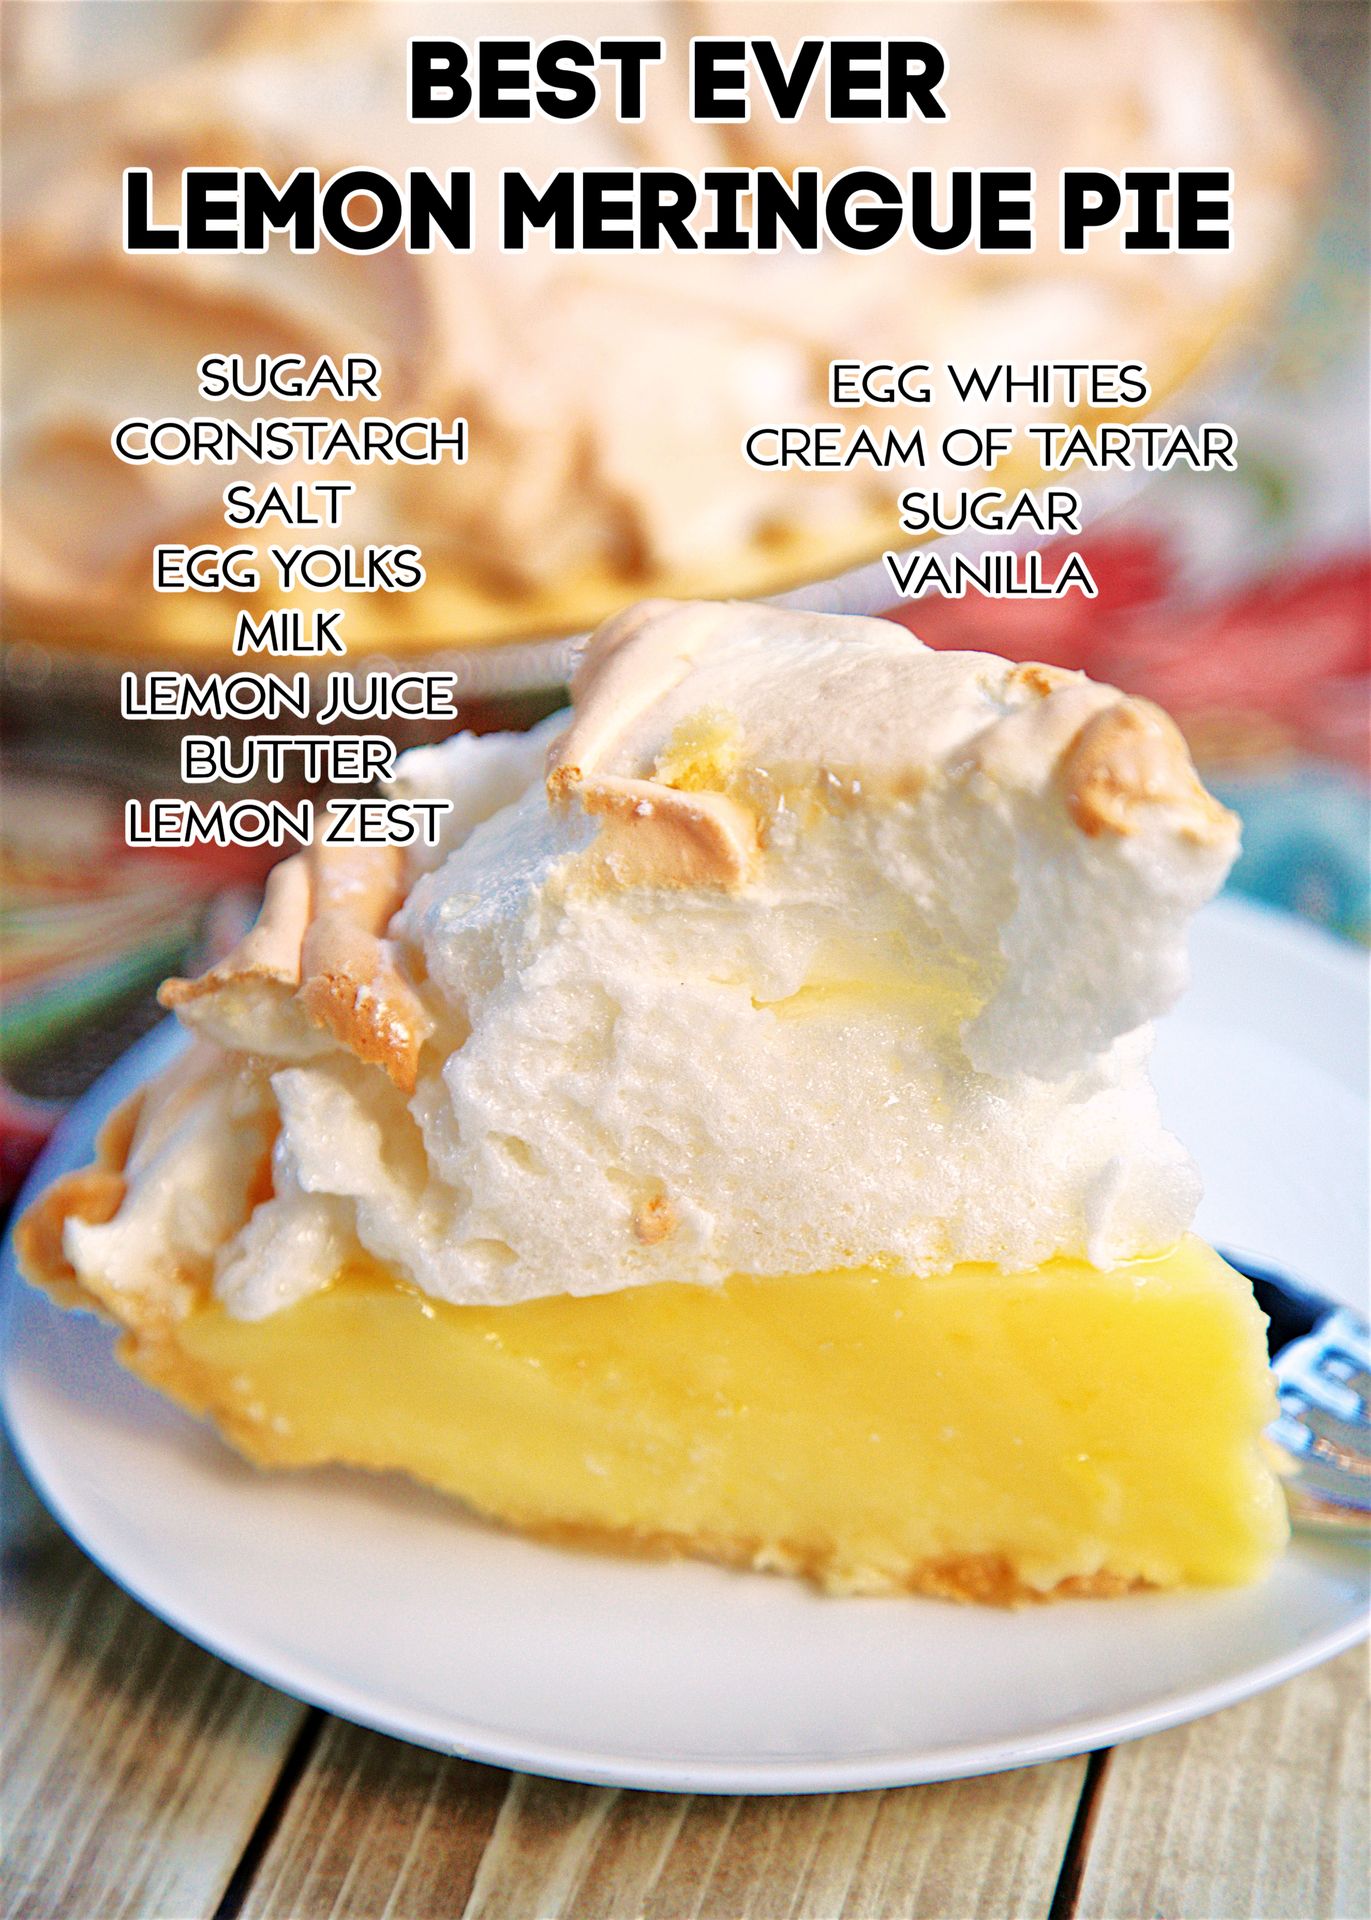 BEST EVER
LEMON MERINGUE PIE
SUGAR
CORNSTARCH
SALT
EGG YOLKS
MILK
LEMON JUICE
BUTTER
LEMON ZEST
EGG WHITES
CREAM OF TARTAR
SUGAR
VANILLA